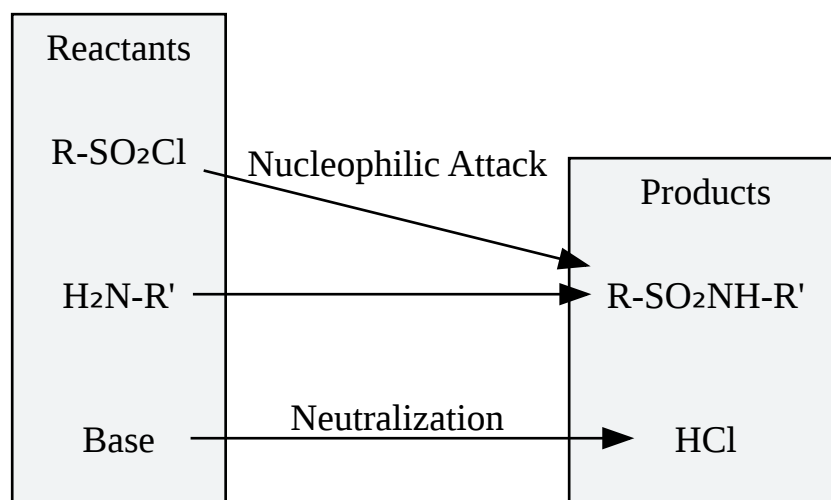 Reactants
R-SO₂Cl
Nucleophilic Attack
Products
H₂N-R'
R-SO₂NH-R'
Neutralization
Base
HCl